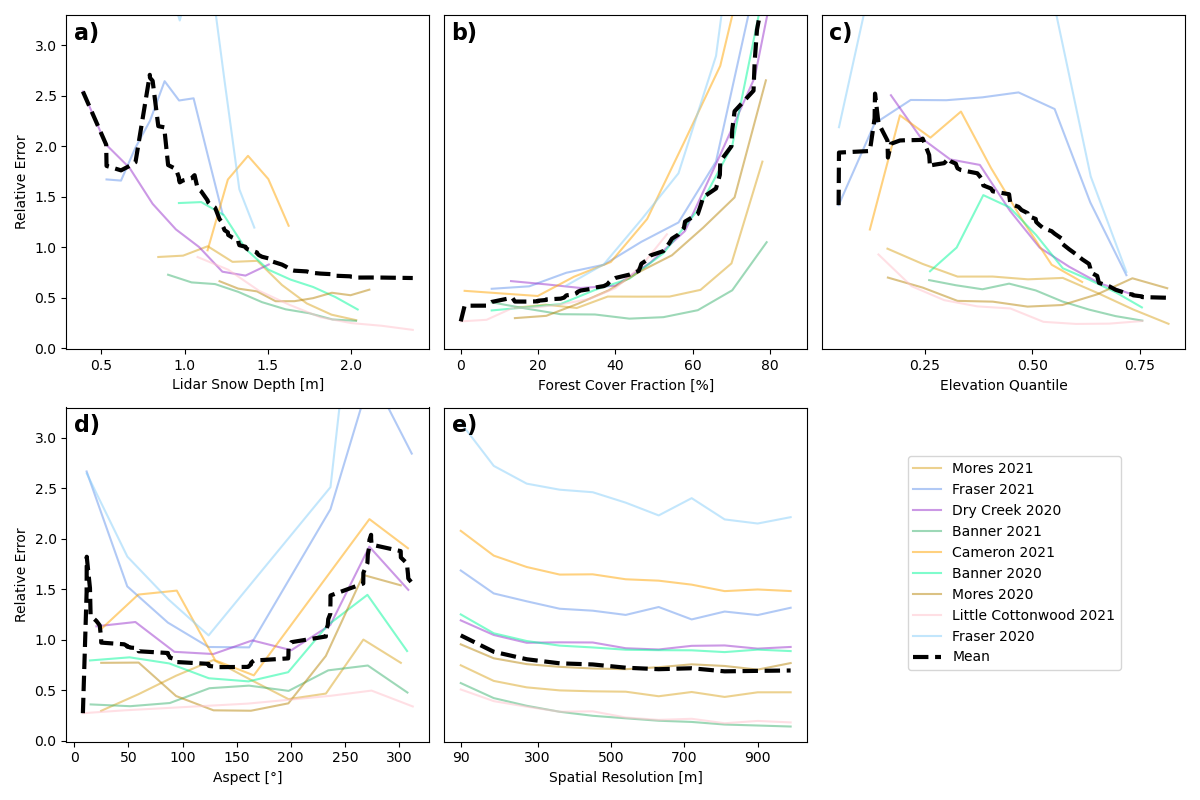 a)
b)
c)
3.0
2.5
2.0
1.5
1.0
0.5
0.0
Relative Error
0.5 1.0 1.5 2.0
0 20 40 60 80
0.25 0.50 0.75
Lidar Snow Depth [m]
Forest Cover Fraction [%]
Elevation Quantile
d)
e)
3.0
2.5
2.0
1.5
1.0
0.5
0.0
Relative Error
0 50 100 150 200 250 300
90 300 500 700 900
Aspect [°]
Spatial Resolution [m]
Mores 2021
Fraser 2021
Dry Creek 2020
Banner 2021
Cameron 2021
Banner 2020
Mores 2020
Little Cottonwood 2021
Fraser 2020
Mean